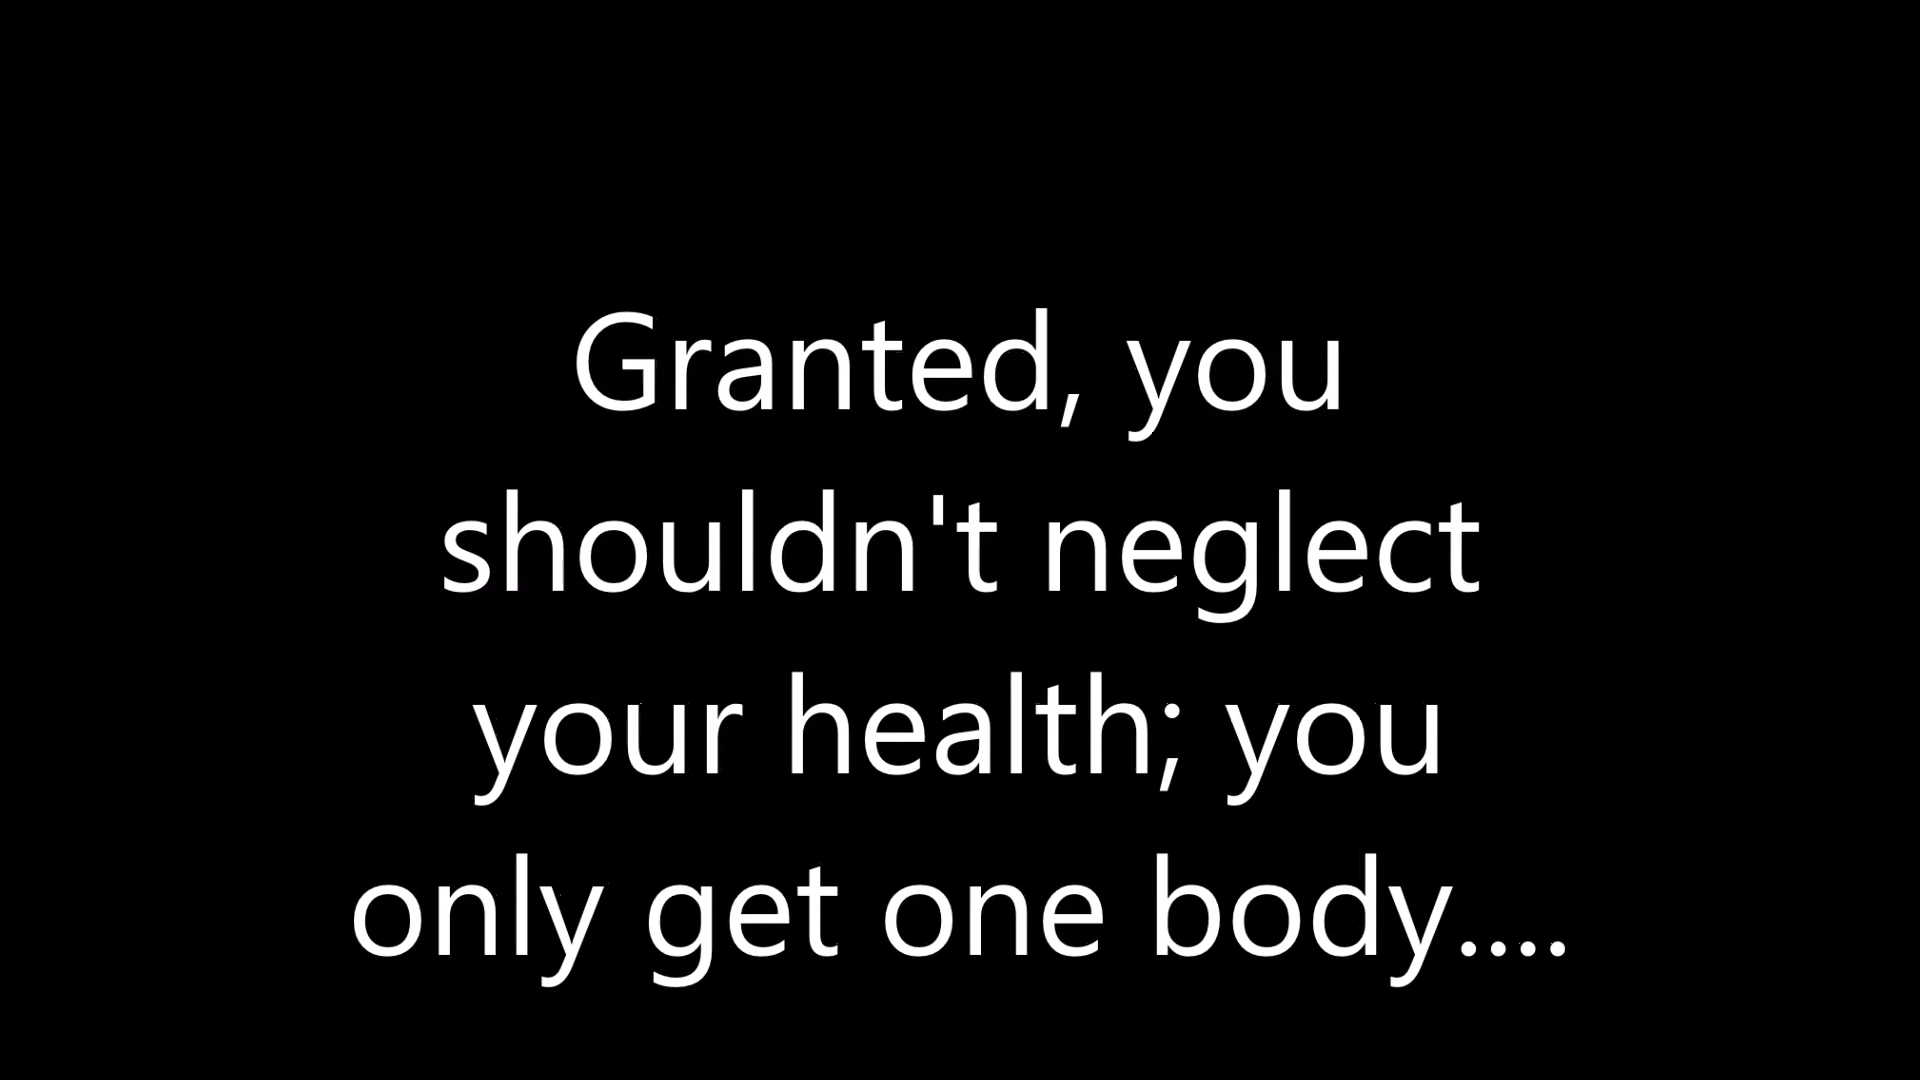 Granted, you
shouldn't neglect
your health; you
only get one body....